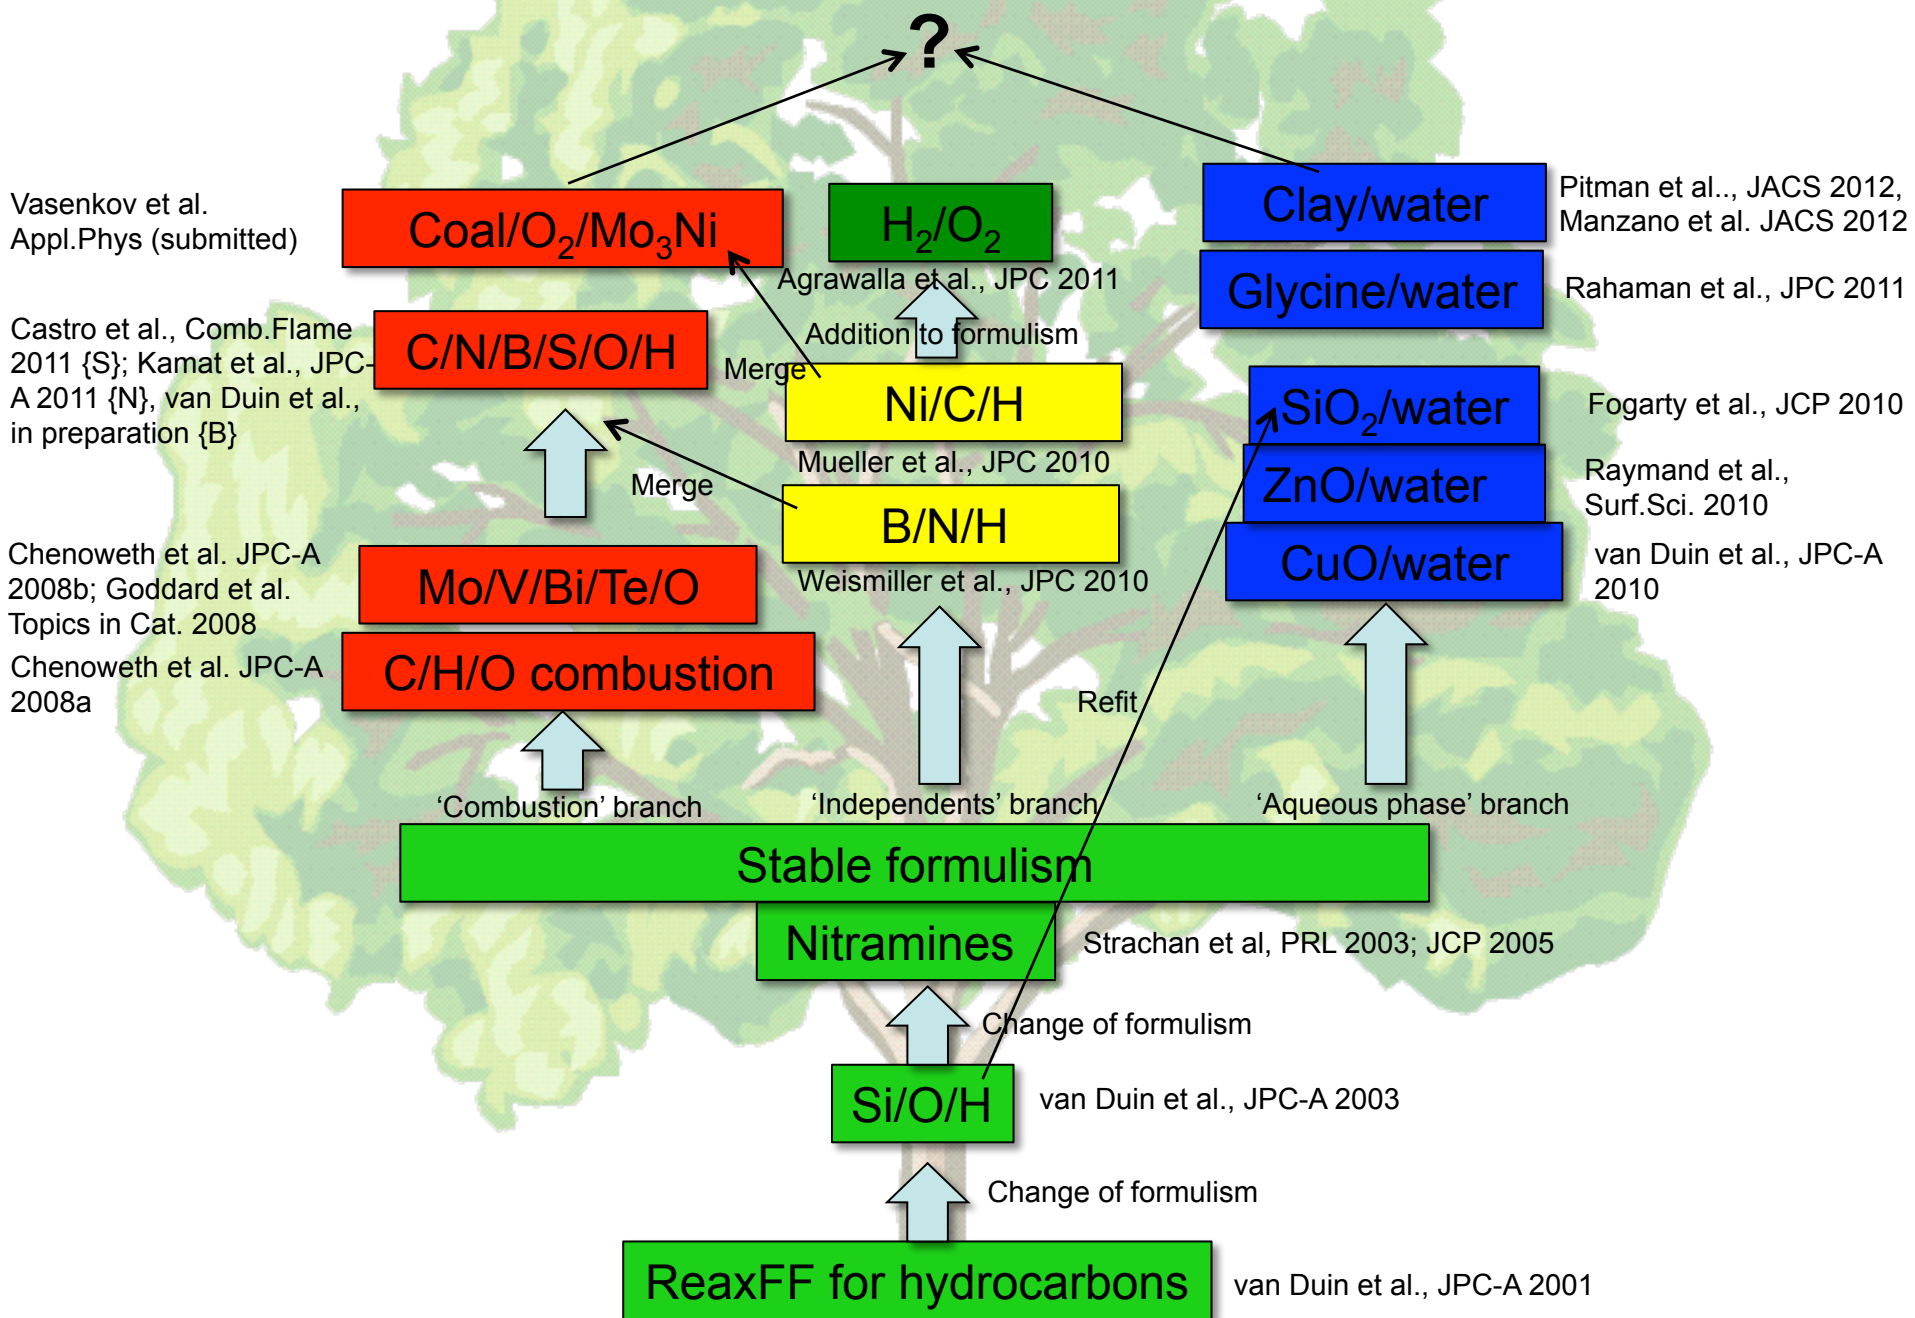 ?
Vasenkov et al.
Appl.Phys (submitted)
Coal/O₂/Mo₃Ni
H₂/O₂
Agrawalla et al., JPC 2011
Clay/water
Pitman et al.., JACS 2012,
Manzano et al. JACS 2012
Glycine/water
Rahaman et al., JPC 2011
Castro et al., Comb.Flame
2011 {S}; Kamat et al., JPC-
A 2011 {N}, van Duin et al.,
in preparation {B}
C/N/B/S/O/H
Addition to formulism
Merge
Ni/C/H
Mueller et al., JPC 2010
SiO₂/water
Fogarty et al., JCP 2010
Merge
B/N/H
Weismiller et al., JPC 2010
ZnO/water
Raymand et al.,
Surf.Sci. 2010
CuO/water
van Duin et al., JPC-A
2010
Chenoweth et al. JPC-A
2008b; Goddard et al.
Topics in Cat. 2008
Mo/V/Bi/Te/O
Chenoweth et al. JPC-A
2008a
C/H/O combustion
Refit
‘Combustion’ branch
‘Independents’ branch
‘Aqueous phase’ branch
Stable formulism
Nitramines
Strachan et al, PRL 2003; JCP 2005
Change of formulism
Si/O/H
van Duin et al., JPC-A 2003
Change of formulism
ReaxFF for hydrocarbons
van Duin et al., JPC-A 2001